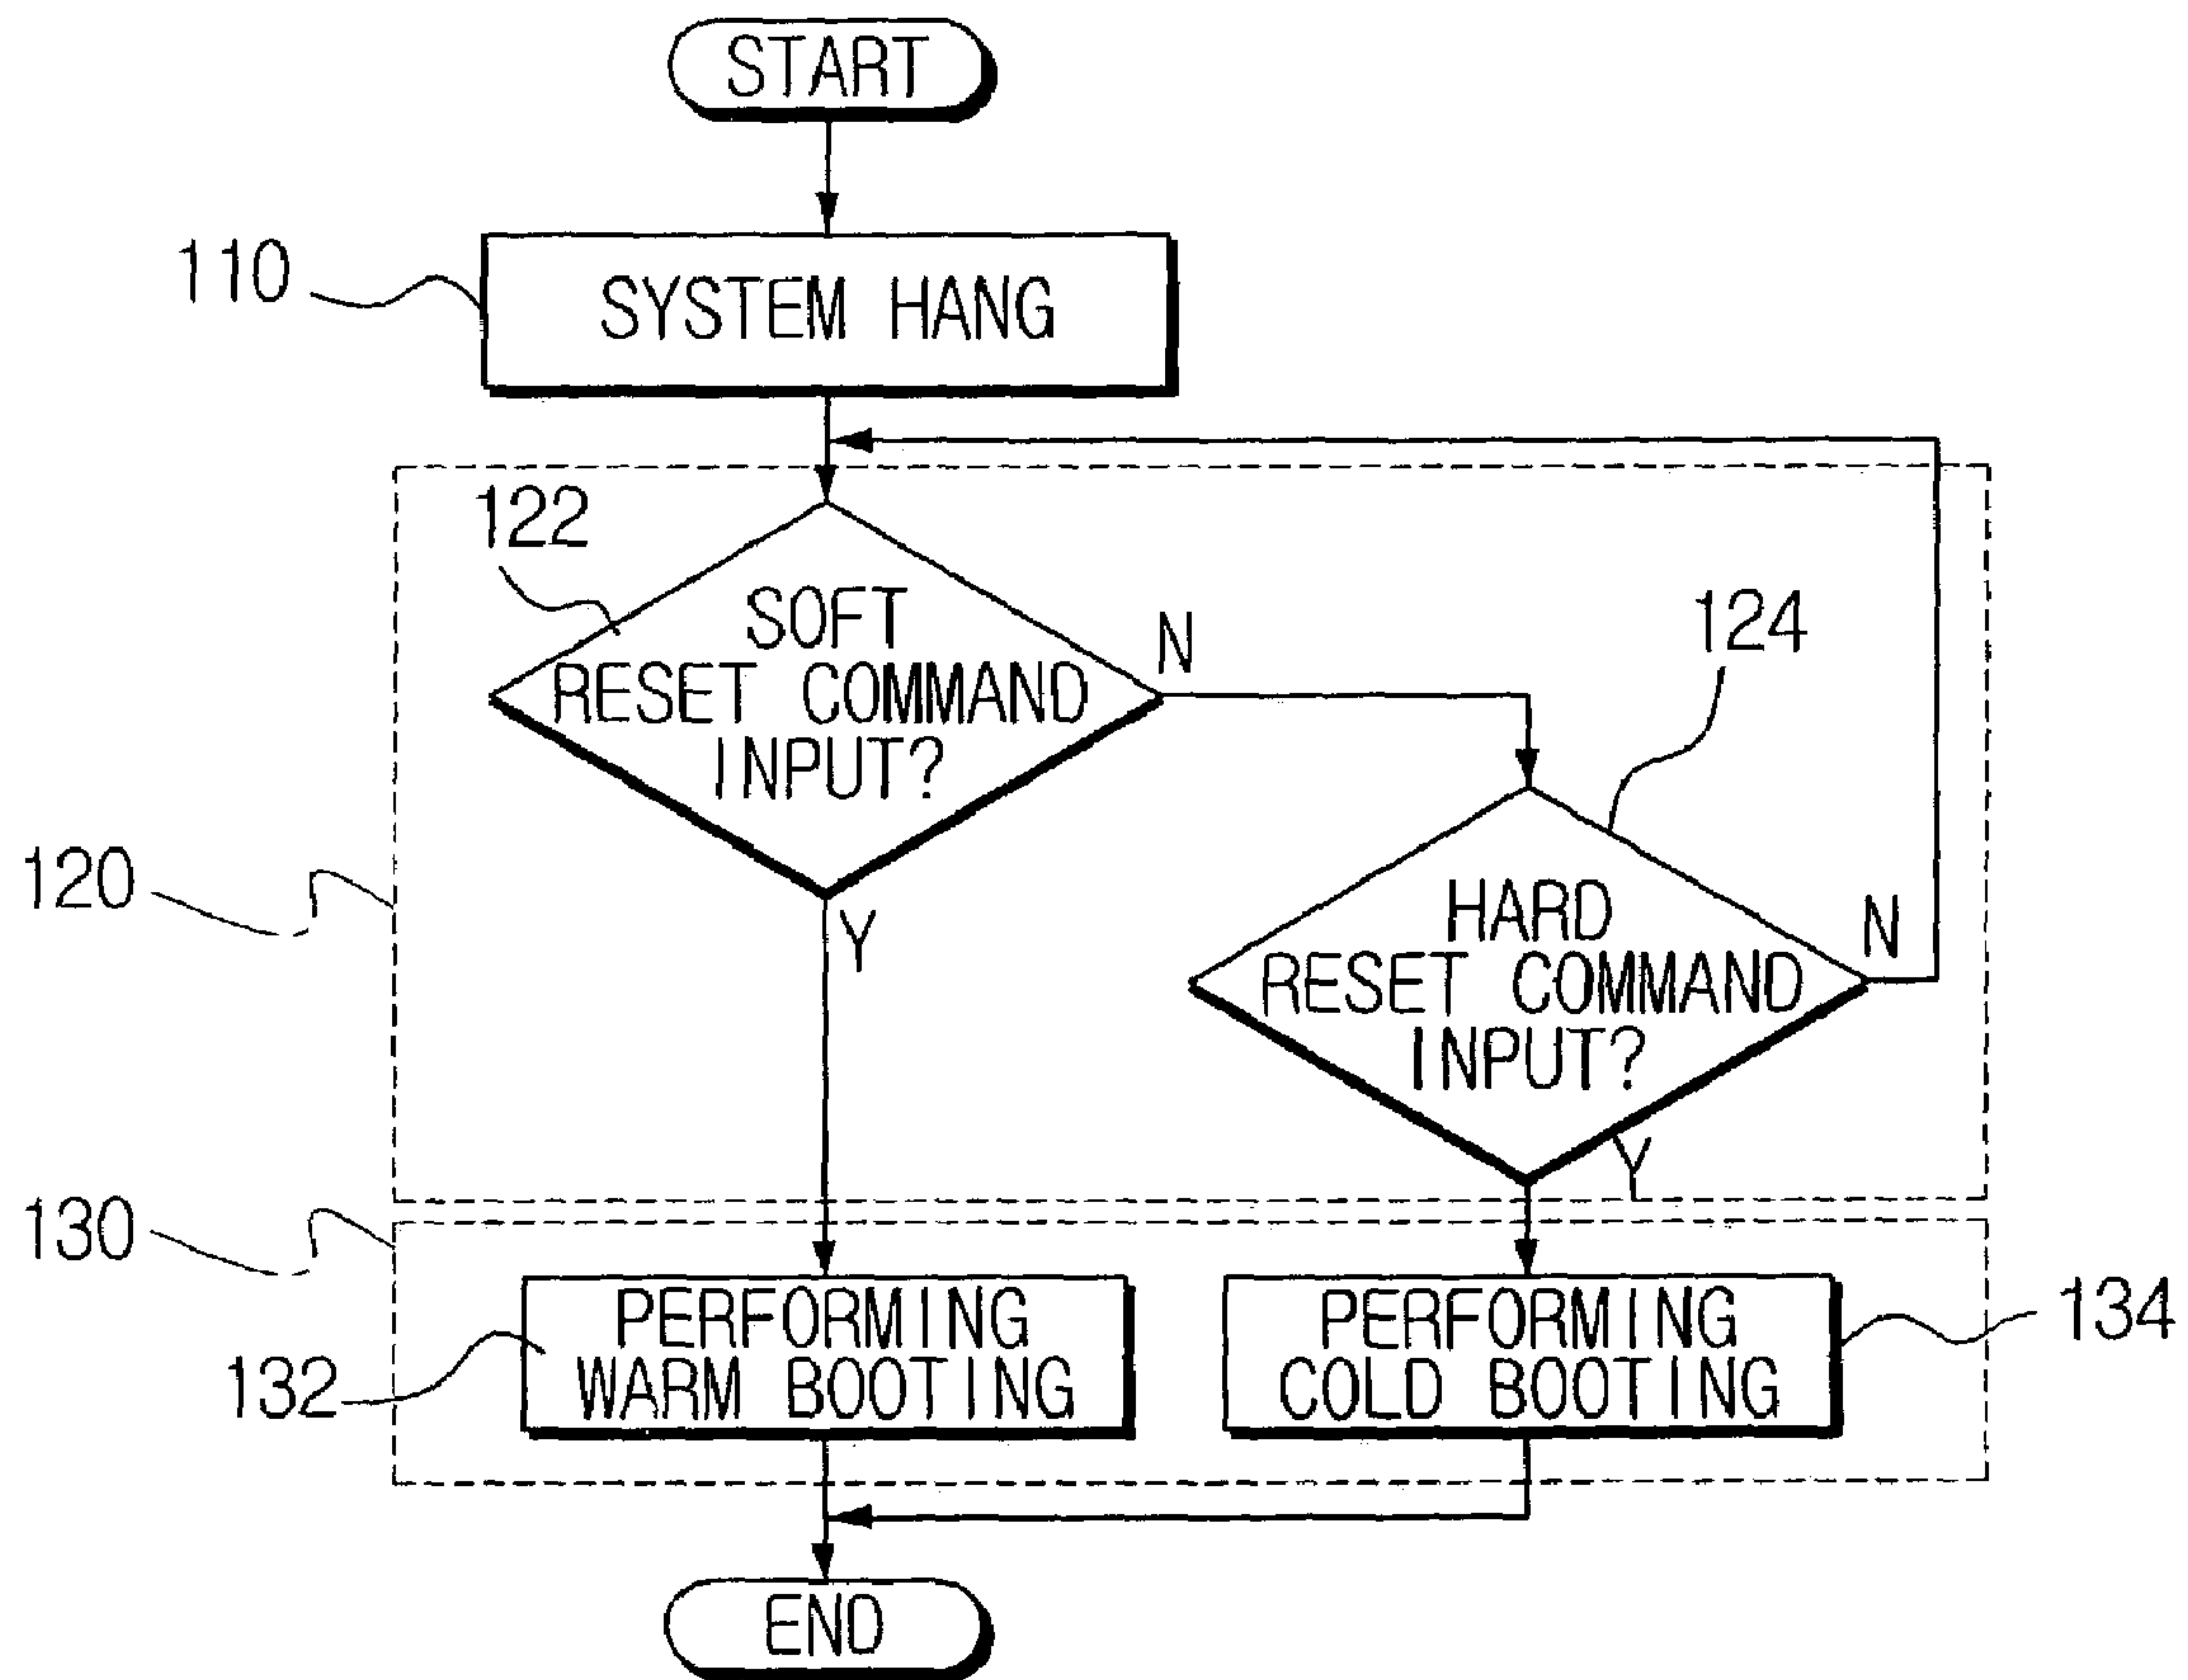 START
110
SYSTEM HANG
122
SOFT
RESET COMMAND
INPUT?
N
Y
124
HARD
RESET COMMAND
INPUT?
N
Y
120
130
PERFORMING
WARM BOOTING
132
PERFORMING
COLD BOOTING
134
END